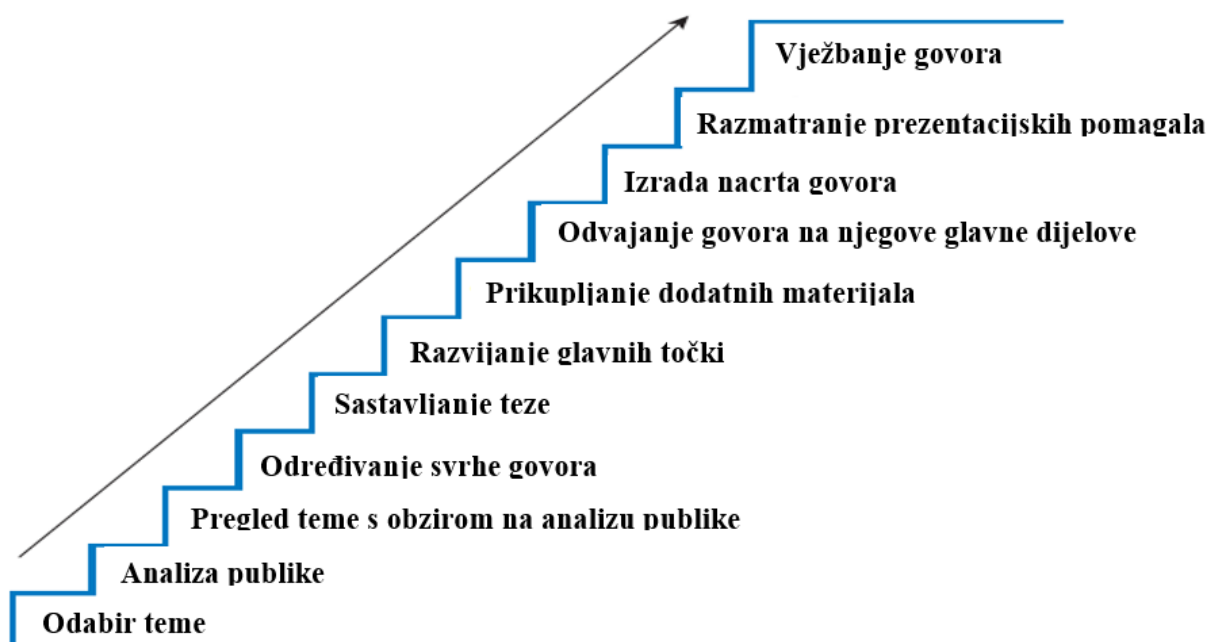 Vježbanje govora
Razmatranje prezentacijskih pomagala
Izrada nacrta govora
Odvajanje govora na njegove glavne dijelove
Prikupljanje dodatnih materijala
Razvijanje glavnih točki
Sastavljanje teze
Određivanje svrhe govora
Pregled teme s obzirom na analizu publike
Analiza publike
Odabir teme